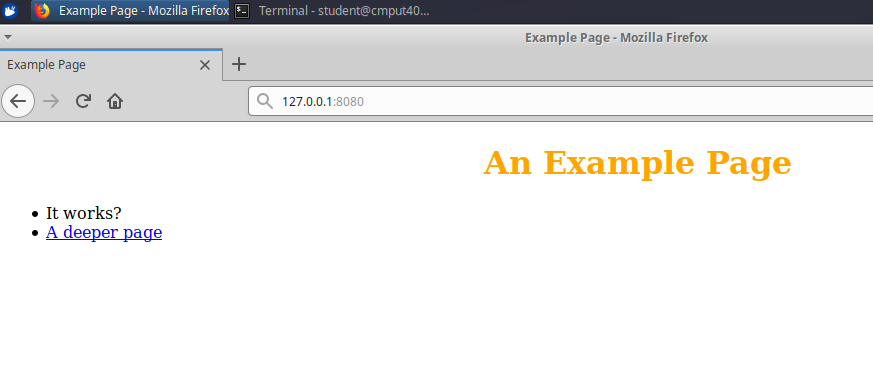 Example Page - Mozilla Firefox
Terminal - student@cmput40...
Example Page - Mozilla Firefox
Example Page
127.0.0.1:8080
An Example Page
It works?
A deeper page